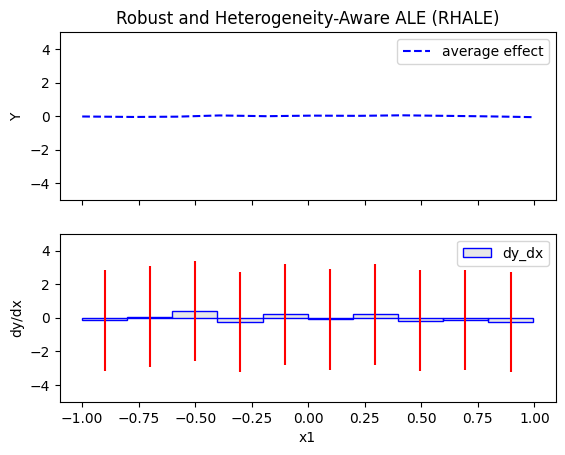 Robust and Heterogeneity-Aware ALE (RHALE)
average effect
4
2
0
−2
−4
Y
dy_dx
4
2
0
−2
−4
dy/dx
−1.00 −0.75 −0.50 −0.25 0.00 0.25 0.50 0.75 1.00
x1